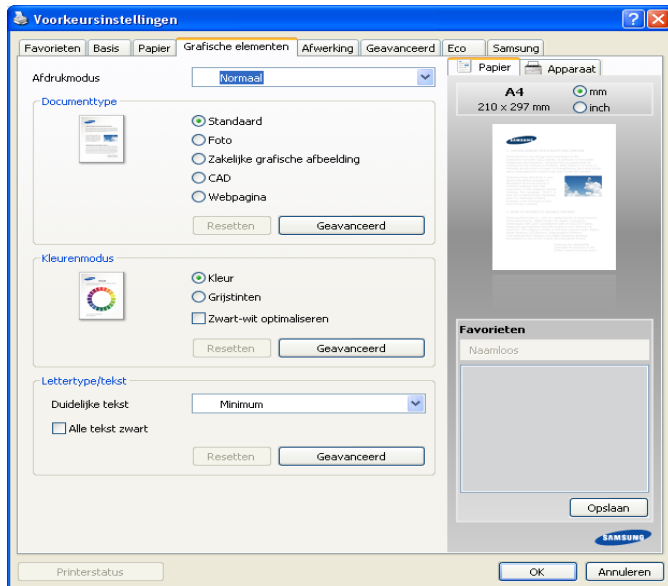 Voorkeursinstellingen
Favorieten Basis Papier Grafische elementen Afwerking Geavanceerd Eco Samsung
Afdrukmodus Normaal
Documenttype
Standaard
Foto
Zakelijke grafische afbeelding
CAD
Webpagina
Resetten Geavanceerd
Kleurenmodus
Kleur
Grijstinten
Zwart-wit optimaliseren
Resetten Geavanceerd
Lettertype/tekst
Duidelijke tekst Minimum
Alle tekst zwart
Resetten Geavanceerd
Papier Apparaat
A4 mm
210 x 297 mm inch
SAMSUNG
Favorieten
Naamloos
Opslaan
SAMSUNG
Printerstatus OK Annuleren